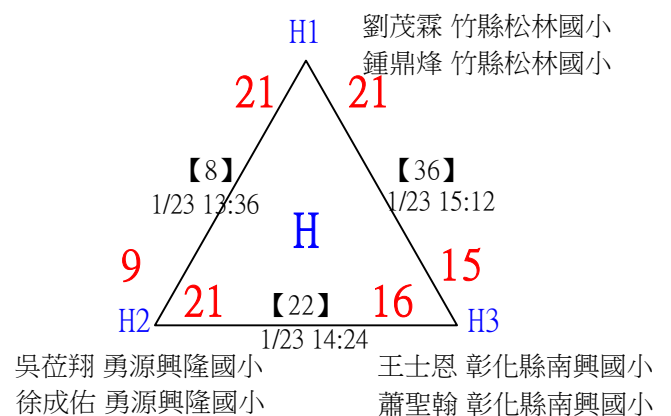 H1
劉茂霖 竹縣松林國小
鍾鼎烽 竹縣松林國小
21 21
【8】 【36】
1/23 13:36 1/23 15:12
H
9 15
21 【22】 16
H2 H3
1/23 14:24
吳莅翔 勇源興隆國小 王士恩 彰化縣南興國小
徐成佑 勇源興隆國小 蕭聖翰 彰化縣南興國小